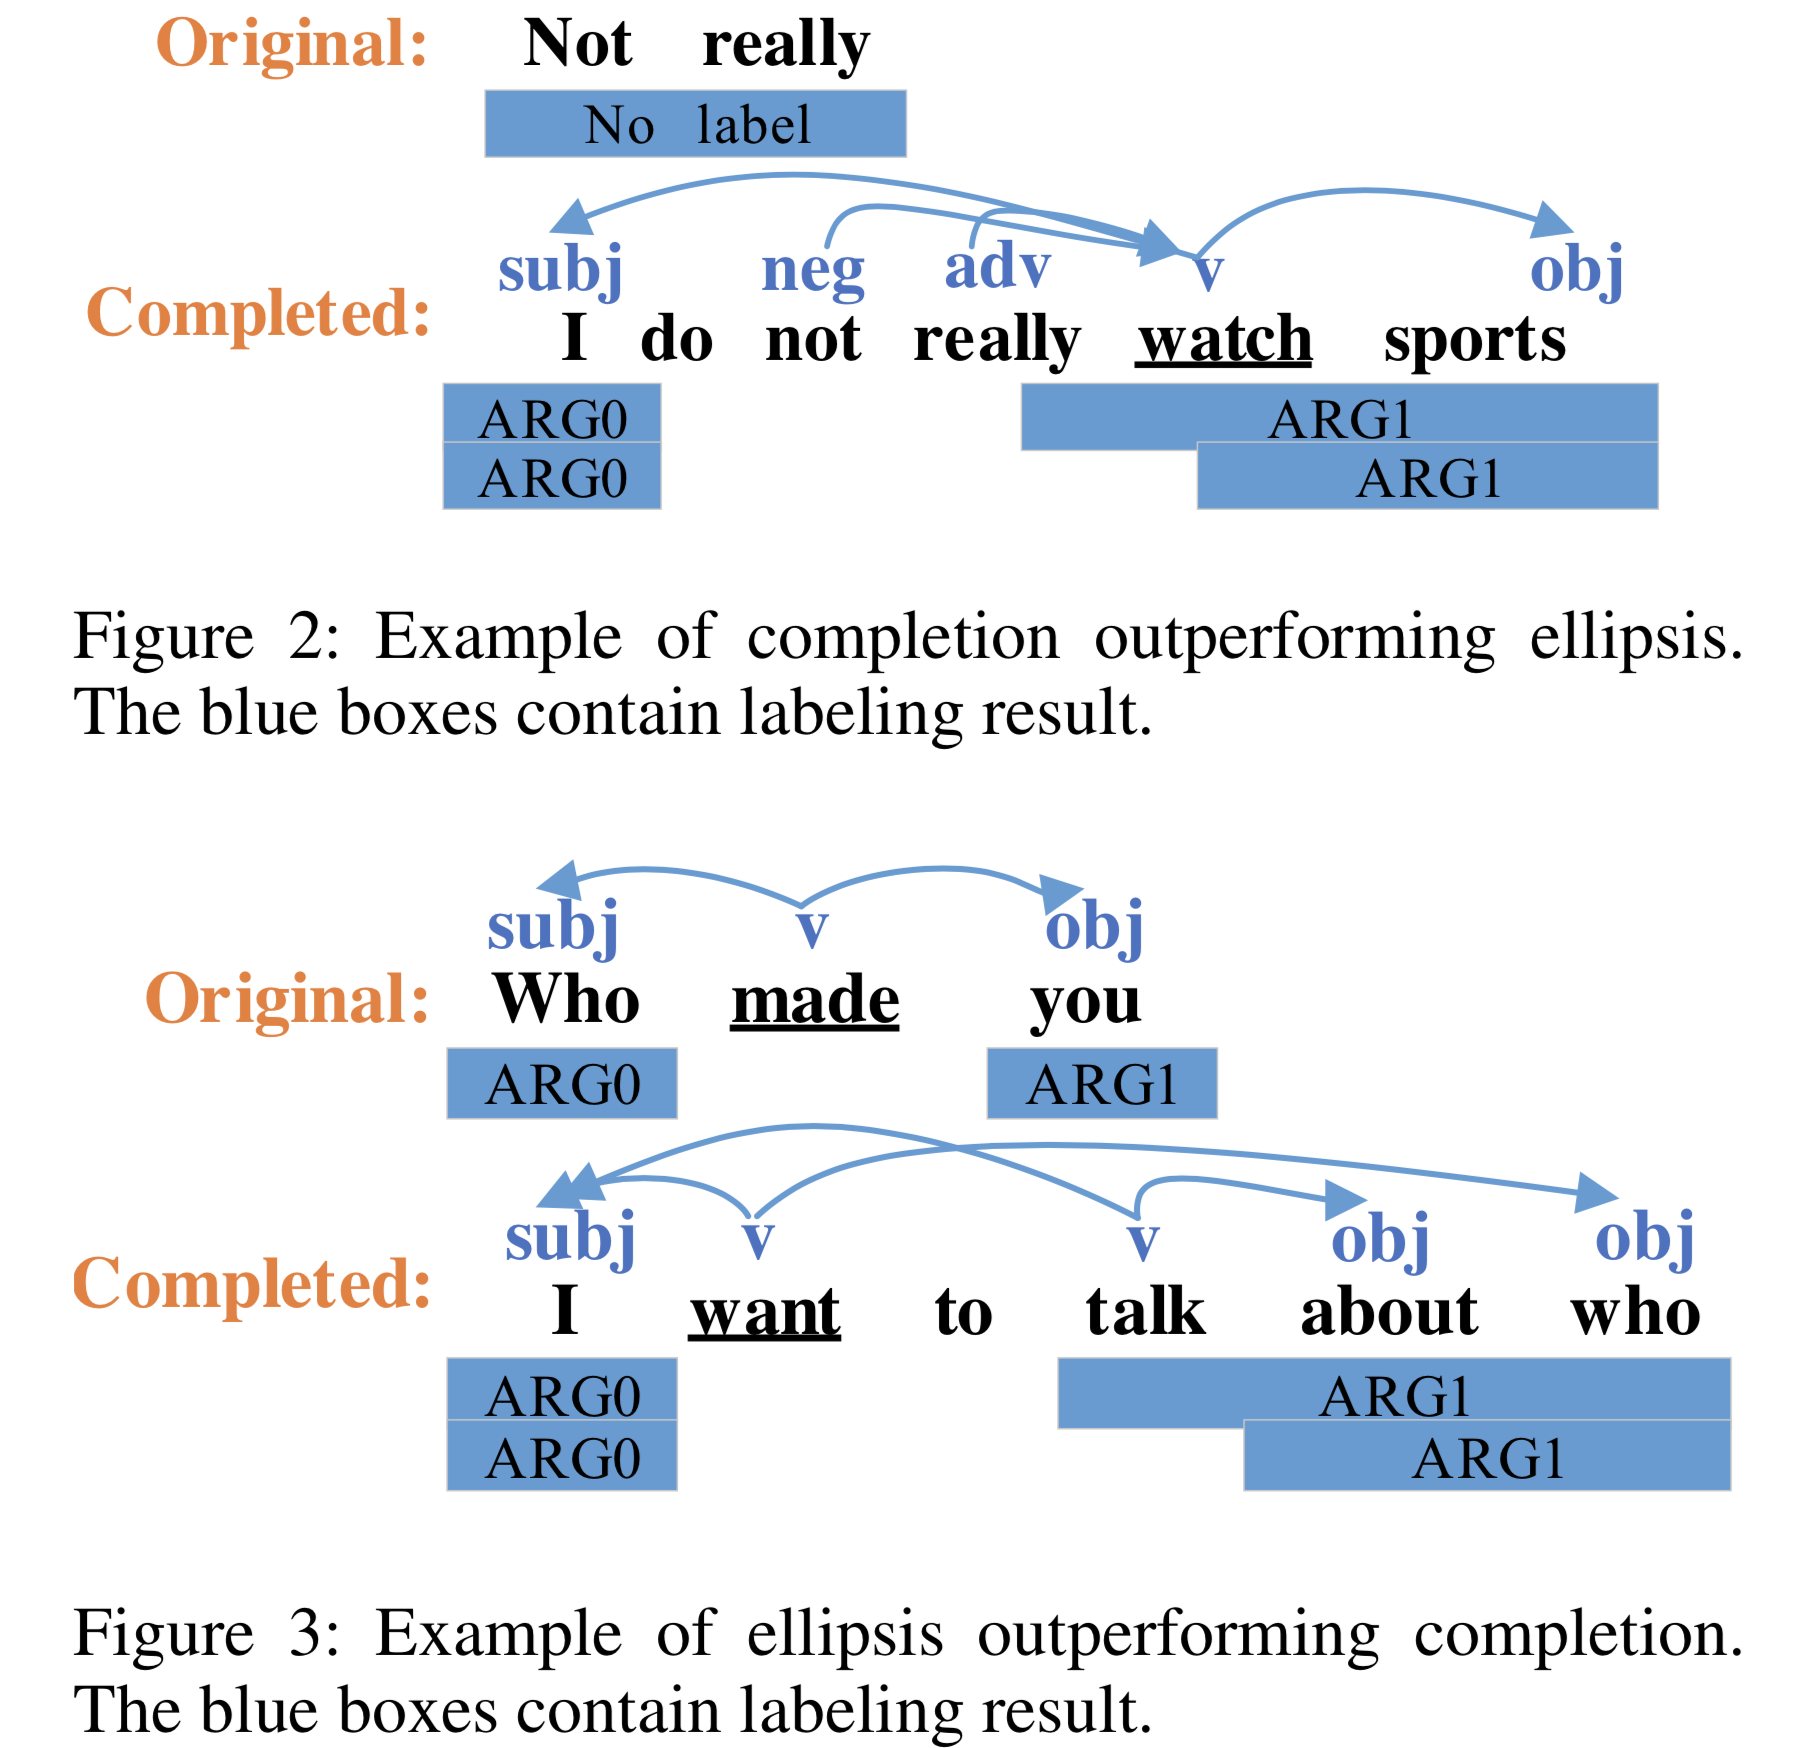 Original: Not really
No label
subj neg adv v obj
Completed: I do not really watch sports
ARG0 ARG1
ARG0 ARG1
Figure 2: Example of completion outperforming ellipsis.
The blue boxes contain labeling result.
subj v obj
Original: Who made you
ARG0 ARG1
subj v v obj obj
Completed: I want to talk about who
ARG0 ARG1
ARG0 ARG1
Figure 3: Example of ellipsis outperforming completion.
The blue boxes contain labeling result.